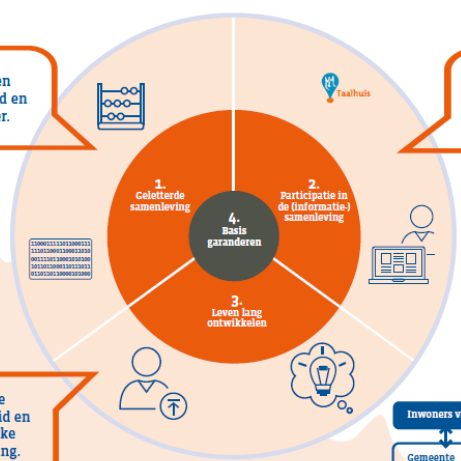 en
d en
r.
Taalhuis
1.
Geletterde
samenleving
2.
Participatie in
de (informatie-)
samenleving
4.
Basis
garanderen
3.
Leven lang
ontwikkelen
e
id en
ke
ng.
Inwoners v
Gemeente